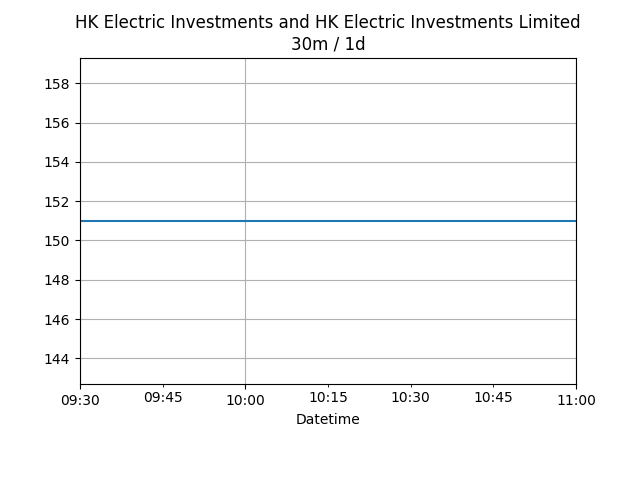 HK Electric Investments and HK Electric Investments Limited
30m / 1d
158
156
154
152
150
148
146
144
09:30 09:45 10:00 10:15 10:30 10:45 11:00
Datetime